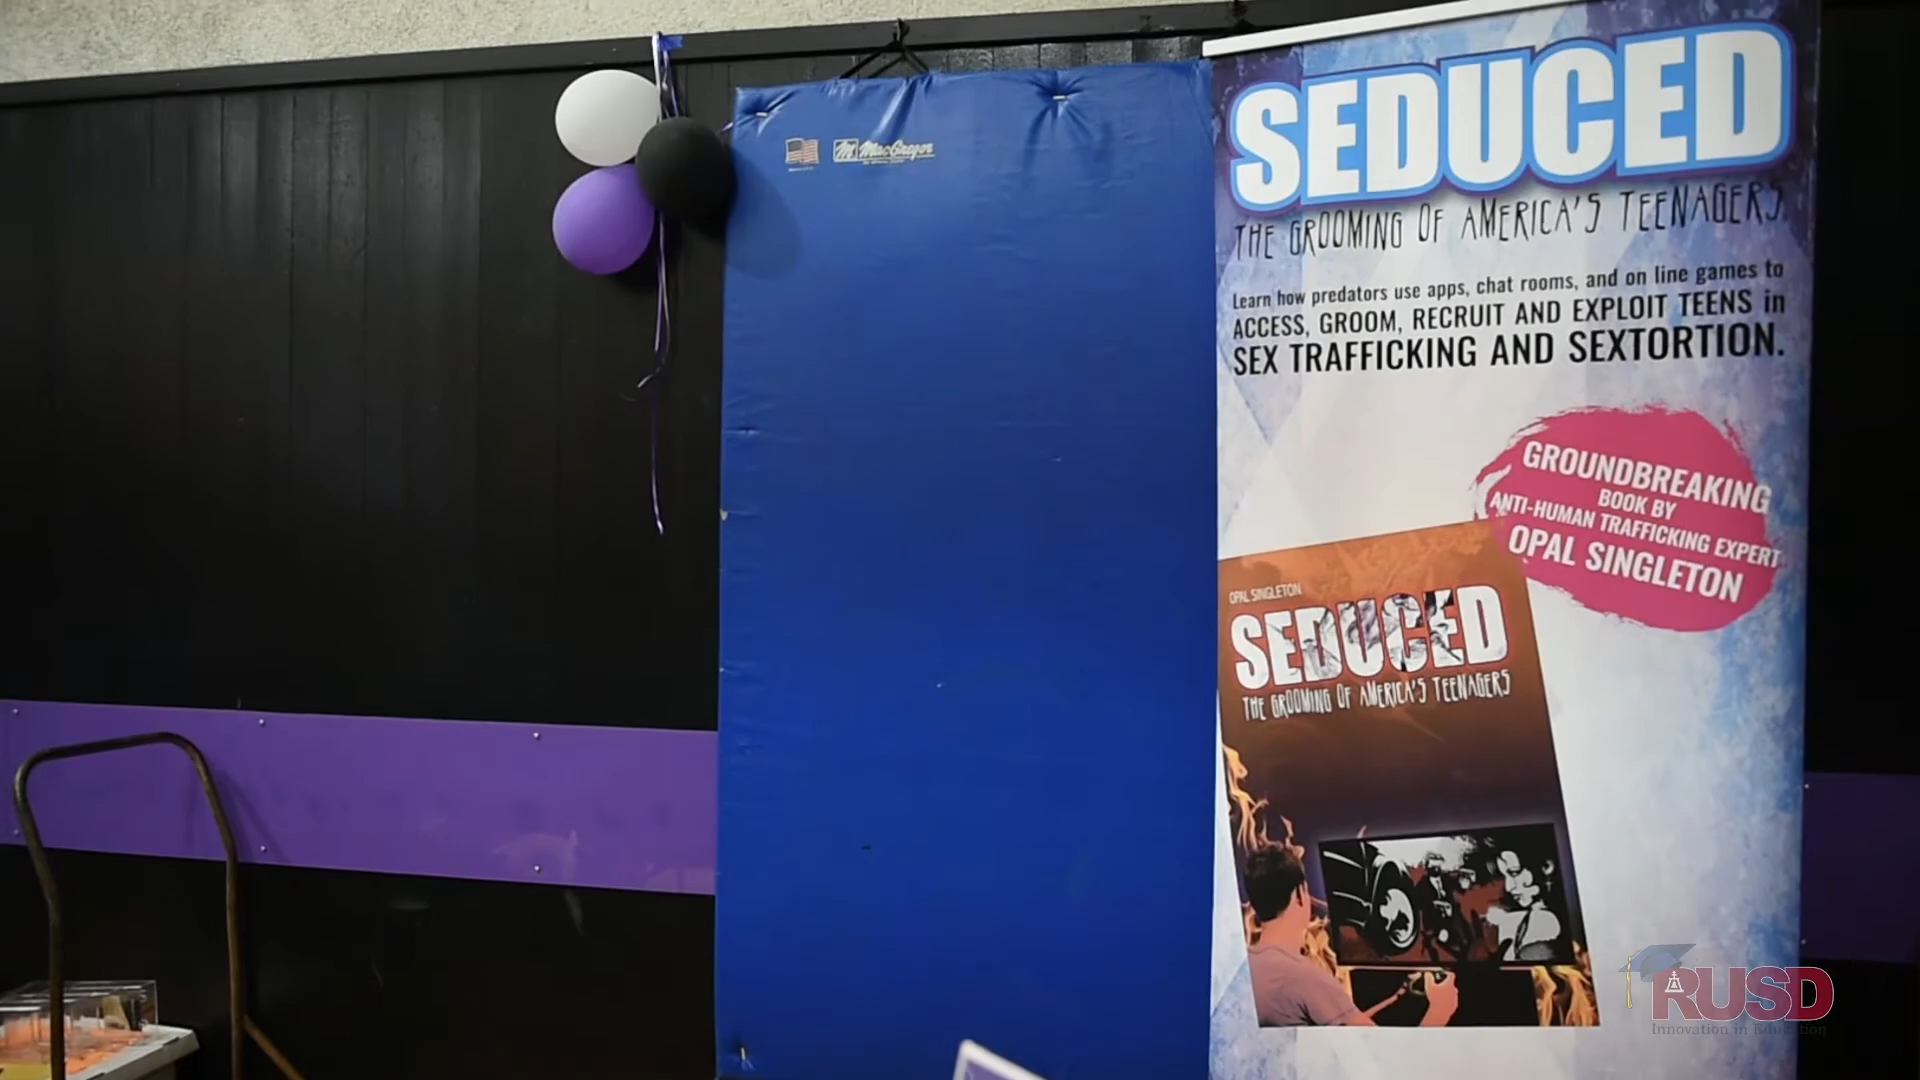 MacGregor
SEDUCED
THE GROOMING OF AMERICA'S TEENAGERS
Learn how predators use apps, chat rooms, and on line games to
ACCESS, GROOM, RECRUIT AND EXPLOIT TEENS in
SEX TRAFFICKING AND SEXTORTION.
GROUNDBREAKING
BOOK BY
ANTI-HUMAN TRAFFICKING EXPERT
OPAL SINGLETON
OPAL SINGLETON
SEDUCED
THE GROOMING OF AMERICA'S TEENAGERS
RUSD
Innovation in Education